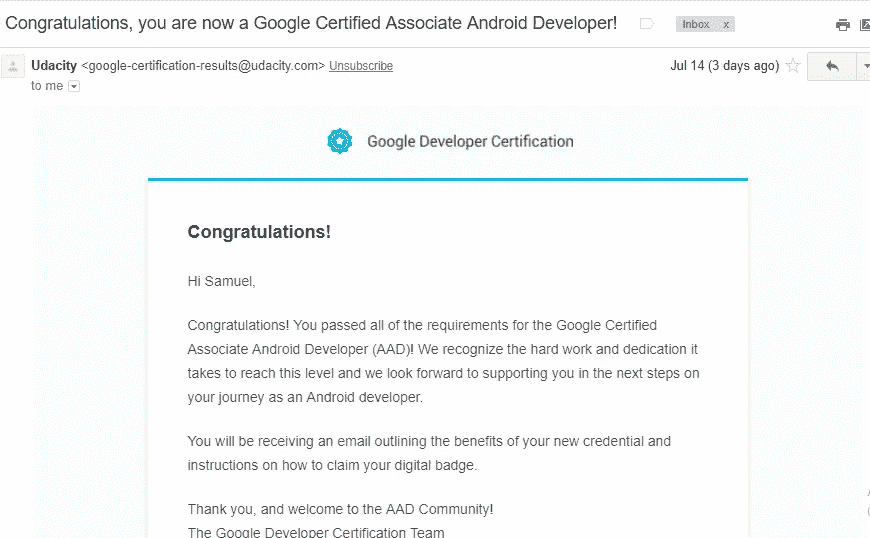 Congratulations, you are now a Google Certified Associate Android Developer!
Inbox x
Udacity <google-certification-results@udacity.com> Unsubscribe
Jul 14 (3 days ago)
to me
Google Developer Certification
Congratulations!
Hi Samuel,
Congratulations! You passed all of the requirements for the Google Certified
Associate Android Developer (AAD)! We recognize the hard work and dedication it
takes to reach this level and we look forward to supporting you in the next steps on
your journey as an Android developer.
You will be receiving an email outlining the benefits of your new credential and
instructions on how to claim your digital badge.
Thank you, and welcome to the AAD Community!
The Google Developer Certification Team